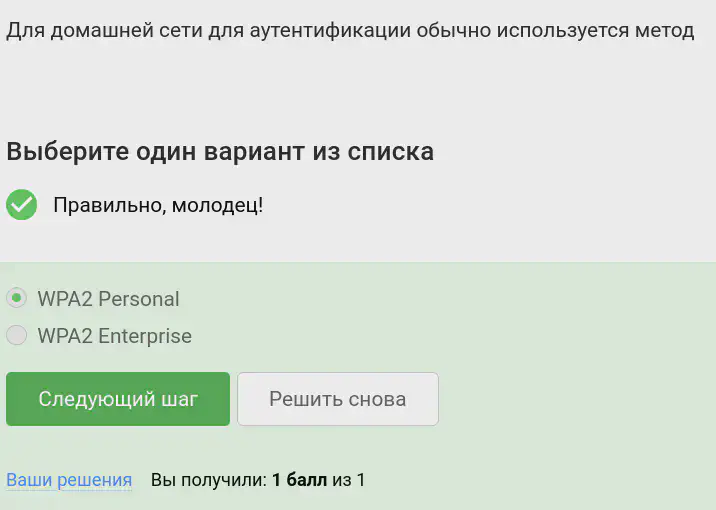 Для домашней сети для аутентификации обычно используется метод
Выберите один вариант из списка
Правильно, молодец!
WPA2 Personal
WPA2 Enterprise
Следующий шаг
Решить снова
Ваши решения Вы получили: 1 балл из 1